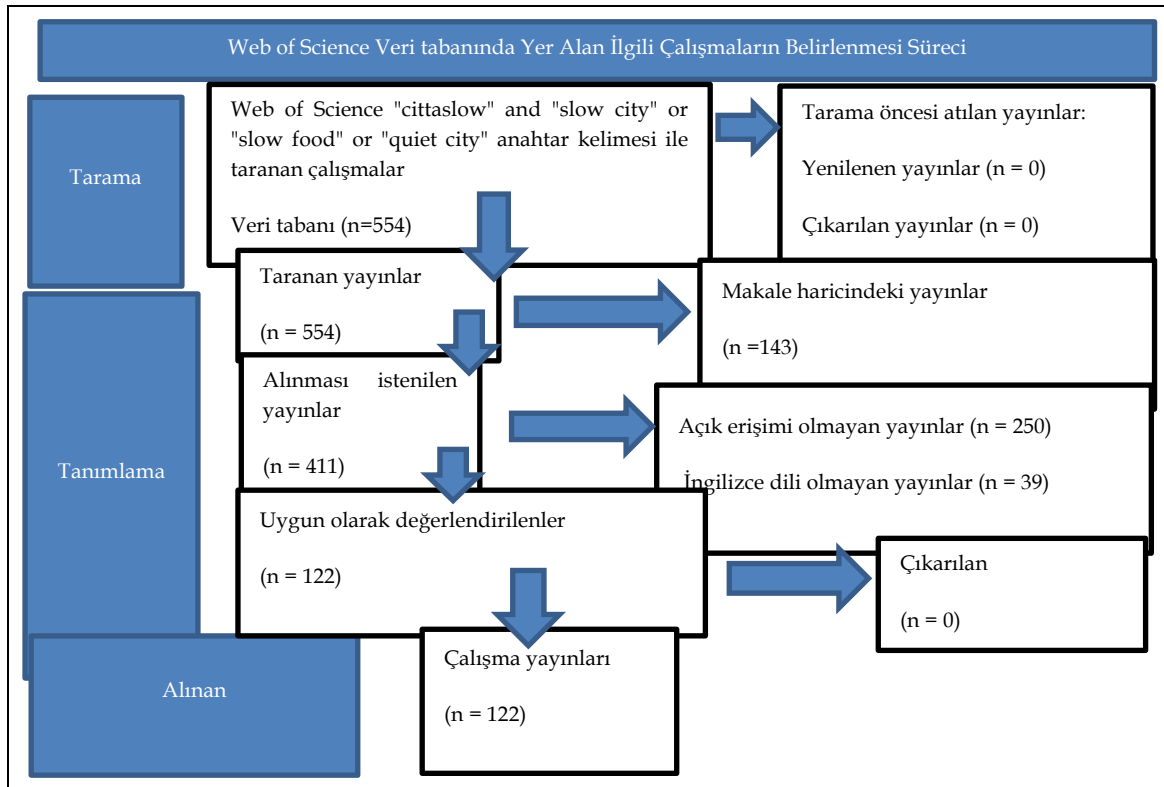 Web of Science Veri tabanında Yer Alan İlgili Çalışmaların Belirlenmesi Süreci
Tarama
Web of Science "cittaslow" and "slow city" or
"slow food" or "quiet city" anahtar kelimesi ile
taranan çalışmalar
Veri tabanı (n=554)
Tarama öncesi atılan yayınlar:
Yenilenen yayınlar (n = 0)
Çıkarılan yayınlar (n = 0)
Taranan yayınlar
(n = 554)
Makale haricindeki yayınlar
(n =143)
Tanımlama
Alınması istenilen
yayınlar
(n = 411)
Açık erişimi olmayan yayınlar (n = 250)
İngilizce dili olmayan yayınlar (n = 39)
Uygun olarak değerlendirilenler
(n = 122)
Çıkarılan
(n = 0)
Alınan
Çalışma yayınları
(n = 122)